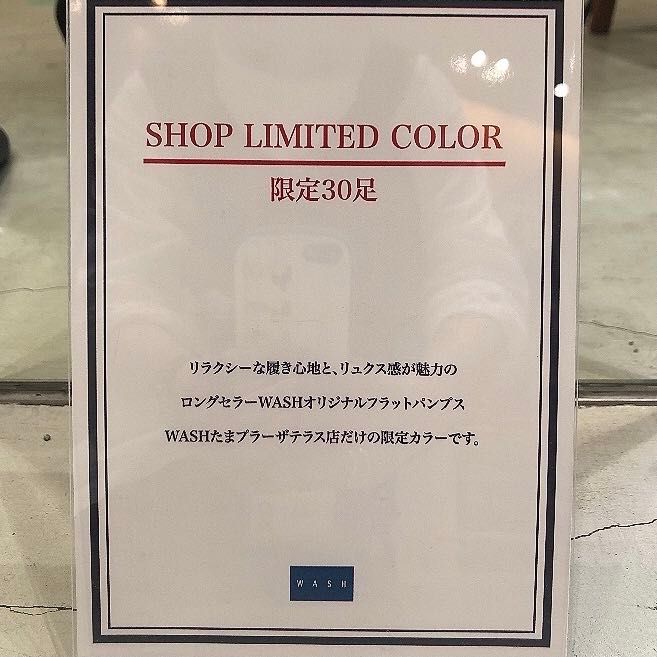 SHOP LIMITED COLOR
限定30足
リラクシーな履き心地と、リュクス感が魅力の
ロングセラーWASHオリジナルフラットパンプス
WASHたまプラーザテラス店だけの限定カラーです。
WASH